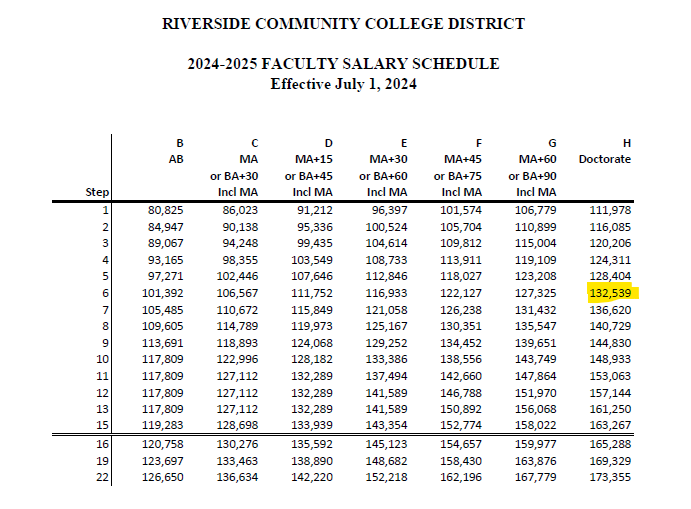 RIVERSIDE COMMUNITY COLLEGE DISTRICT
2024-2025 FACULTY SALARY SCHEDULE
Effective July 1, 2024
B C D E F G H
AB MA MA+15 MA+30 MA+45 MA+60 Doctorate
or BA+30 or BA+45 or BA+60 or BA+75 or BA+90
Step Incl MA Incl MA Incl MA Incl MA Incl MA
1 80,825 86,023 91,212 96,397 101,574 106,779 111,978
2 84,947 90,138 95,336 100,524 105,704 110,899 116,085
3 89,067 94,248 99,435 104,614 109,812 115,004 120,206
4 93,165 98,355 103,549 108,733 113,911 119,109 124,311
5 97,271 102,446 107,646 112,846 118,027 123,208 128,404
6 101,392 106,567 111,752 116,933 122,127 127,325 132,539
7 105,485 110,672 115,849 121,058 126,238 131,432 136,620
8 109,605 114,789 119,973 125,167 130,351 135,547 140,729
9 113,691 118,893 124,068 129,252 134,452 139,651 144,830
10 117,809 122,996 128,182 133,386 138,556 143,749 148,933
11 117,809 127,112 132,289 137,494 142,660 147,864 153,063
12 117,809 127,112 132,289 141,589 146,788 151,970 157,144
13 117,809 127,112 132,289 141,589 150,892 156,068 161,250
15 119,283 128,698 133,939 143,354 152,774 158,022 163,267
16 120,758 130,276 135,592 145,123 154,657 159,977 165,288
19 123,697 133,463 138,890 148,682 158,430 163,876 169,329
22 126,650 136,634 142,220 152,218 162,196 167,779 173,355